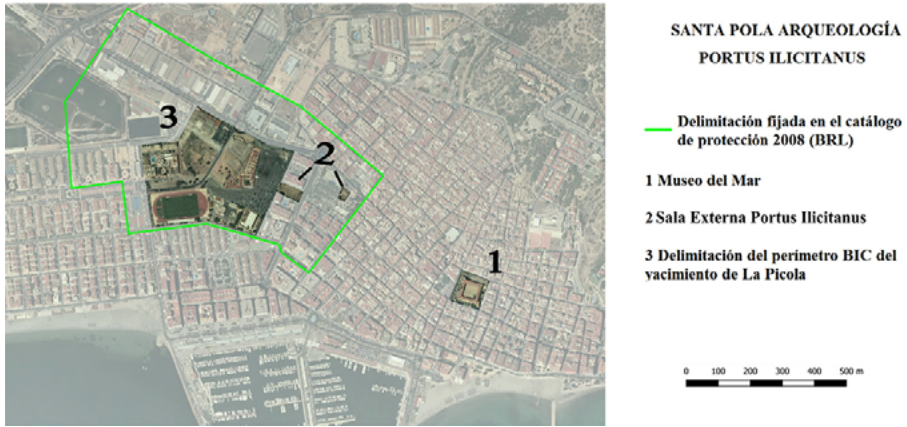 3
2
1
SANTA POLA ARQUEOLOGÍA
PORTUS ILICITANUS
Delimitación fijada en el catálogo
de protección 2008 (BRL)
1 Museo del Mar
2 Sala Externa Portus Ilicitanus
3 Delimitación del perímetro BIC del
yacimiento de La Picola
0 100 200 300 400 500 m